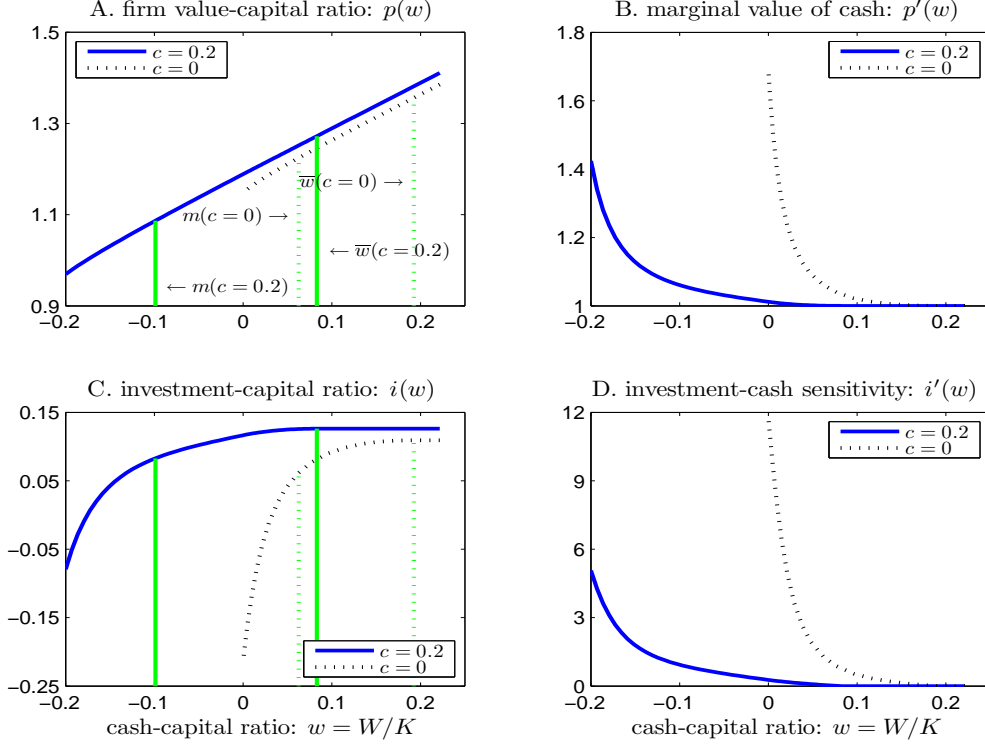 A. firm value-capital ratio: p(w)
1.5
1.3
1.1
0.9
−0.2 −0.1 0 0.1 0.2
c = 0.2
c = 0
w̅(c = 0) →
m(c = 0) →
← w̅(c = 0.2)
← m(c = 0.2)
B. marginal value of cash: p′(w)
1.8
1.6
1.4
1.2
1
−0.2 −0.1 0 0.1 0.2
c = 0.2
c = 0
C. investment-capital ratio: i(w)
0.15
0.05
−0.05
−0.15
−0.25
−0.2 −0.1 0 0.1 0.2
c = 0.2
c = 0
cash-capital ratio: w = W/K
D. investment-cash sensitivity: i′(w)
12
9
6
3
0
−0.2 −0.1 0 0.1 0.2
c = 0.2
c = 0
cash-capital ratio: w = W/K